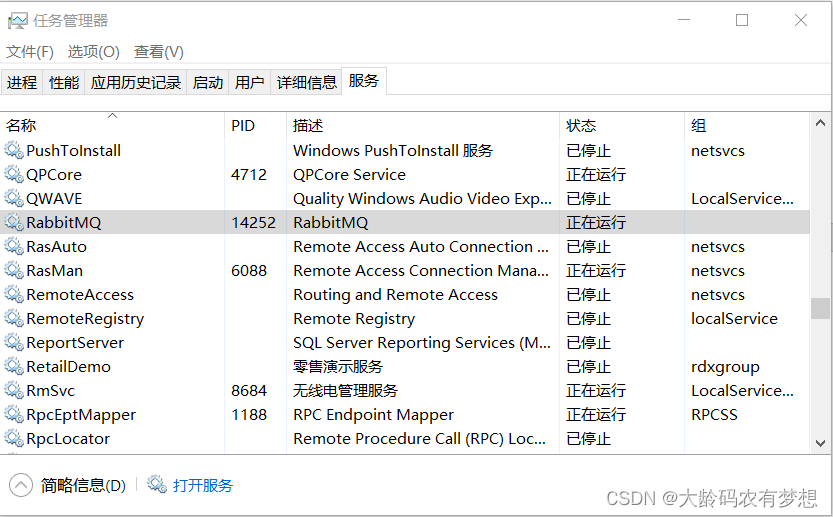 任务管理器
文件(F) 选项(O) 查看(V)
进程 性能 应用历史记录 启动 用户 详细信息 服务
名称 PID 描述 状态 组
PushToInstall Windows PushToInstall 服务 已停止 netsvcs
QPCore 4712 QPCore Service 正在运行
QWAVE Quality Windows Audio Video Exp... 已停止 LocalService...
RabbitMQ 14252 RabbitMQ 正在运行
RasAuto Remote Access Auto Connection ... 已停止 netsvcs
RasMan 6088 Remote Access Connection Mana... 正在运行 netsvcs
RemoteAccess Routing and Remote Access 已停止 netsvcs
RemoteRegistry Remote Registry 已停止 localService
ReportServer SQL Server Reporting Services (M... 已停止
RetailDemo 零售演示服务 已停止 rdxgroup
RmSvc 8684 无线电管理服务 正在运行 LocalService...
RpcEptMapper 1188 RPC Endpoint Mapper 正在运行 RPCSS
RpcLocator Remote Procedure Call (RPC) Loc... 已停止
简略信息(D) 打开服务
CSDN @大龄码农有梦想